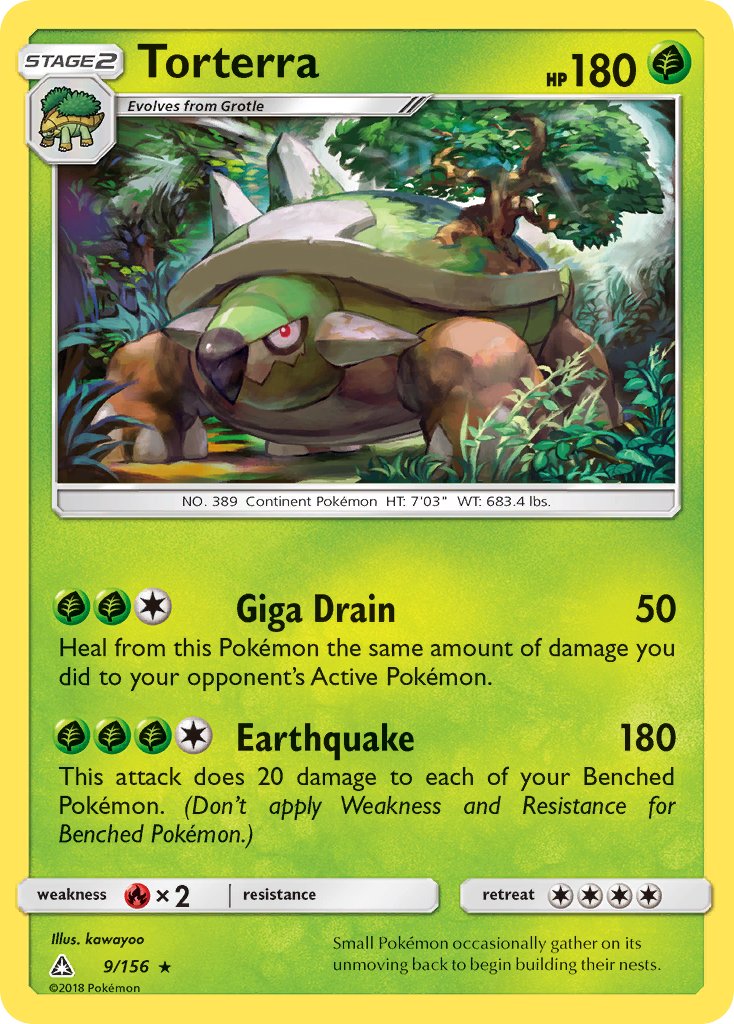 STAGE2
Torterra
HP180
Evolves from Grotle
NO. 389 Continent Pokémon HT: 7'03" WT: 683.4 lbs.
Giga Drain 50
Heal from this Pokémon the same amount of damage you
did to your opponent's Active Pokémon.
Earthquake 180
This attack does 20 damage to each of your Benched
Pokémon. (Don't apply Weakness and Resistance for
Benched Pokémon.)
weakness ×2 resistance retreat
Illus. kawayoo
9/156 ★
©2018 Pokémon
Small Pokémon occasionally gather on its
unmoving back to begin building their nests.